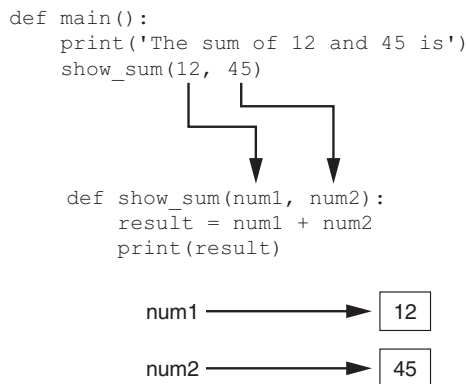 def main():
    print('The sum of 12 and 45 is')
    show_sum(12, 45)
def show_sum(num1, num2):
    result = num1 + num2
    print(result)
num1 12
num2 45